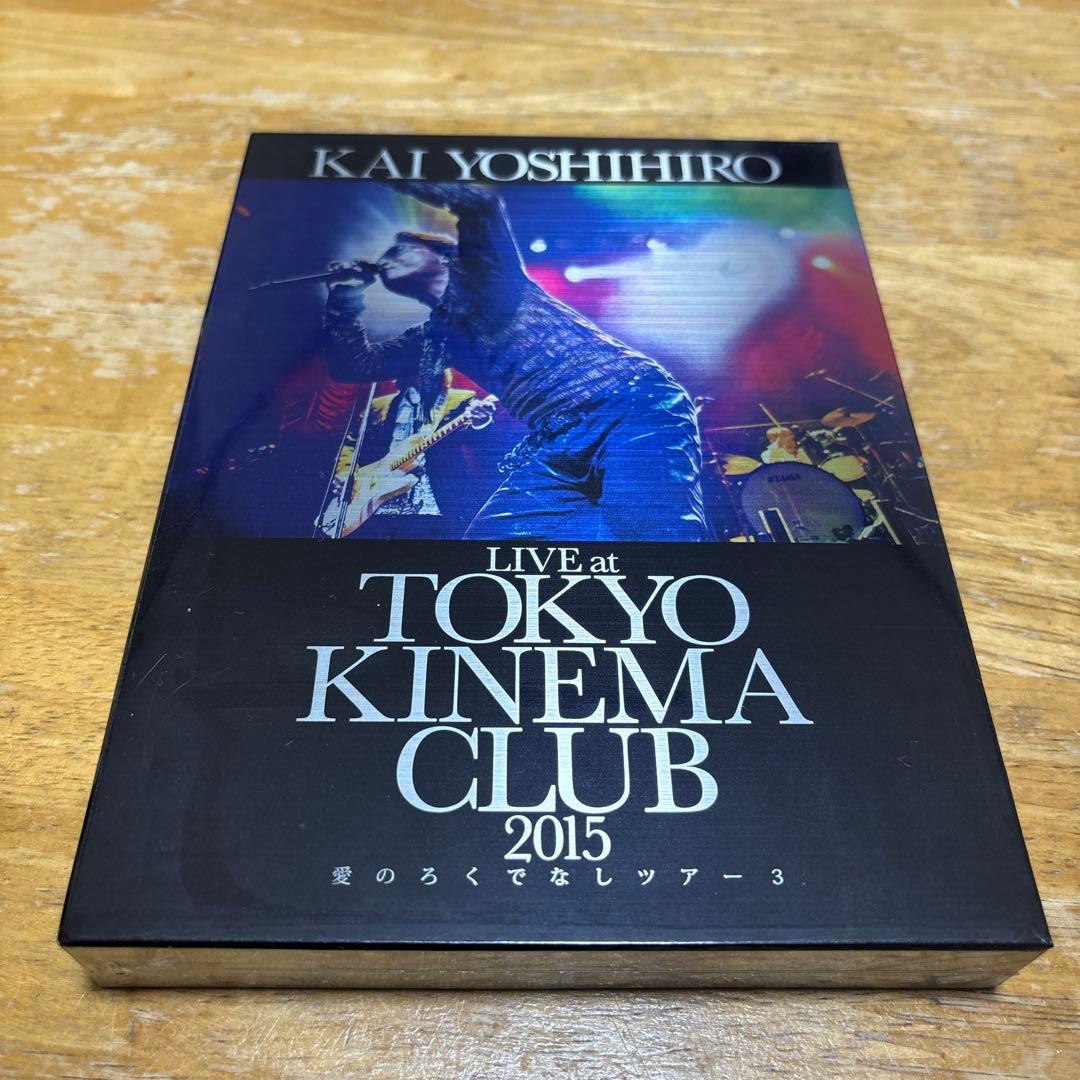 KAI YOSHIHIRO
TAMA
LIVE at
TOKYO
KINEMA
CLUB
2015
愛のろくでなしツアー3